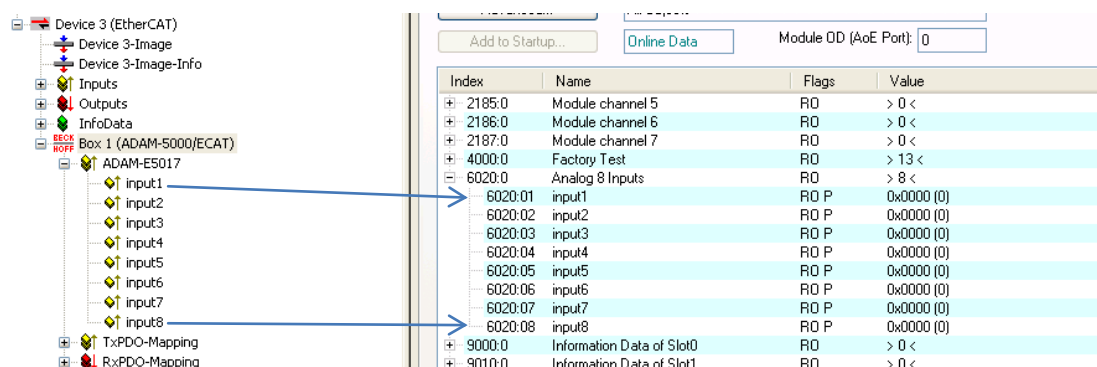 Device 3 (EtherCAT)
Device 3-Image
Device 3-Image-Info
Inputs
Outputs
InfoData
BECKHOFF Box 1 (ADAM-5000/ECAT)
ADAM-E5017
input1
input2
input3
input4
input5
input6
input7
input8
TxPDO-Mapping
RxPDO-Mapping
Add to Startup... Online Data Module OD (AoE Port): 0
Index Name Flags Value
2185:0 Module channel 5 RO > 0 <
2186:0 Module channel 6 RO > 0 <
2187:0 Module channel 7 RO > 0 <
4000:0 Factory Test RO > 13 <
6020:0 Analog 8 Inputs RO > 8 <
6020:01 input1 RO P 0x0000 (0)
6020:02 input2 RO P 0x0000 (0)
6020:03 input3 RO P 0x0000 (0)
6020:04 input4 RO P 0x0000 (0)
6020:05 input5 RO P 0x0000 (0)
6020:06 input6 RO P 0x0000 (0)
6020:07 input7 RO P 0x0000 (0)
6020:08 input8 RO P 0x0000 (0)
9000:0 Information Data of Slot0 RO > 0 <
9010:0 Information Data of Slot1 RO > 0 <